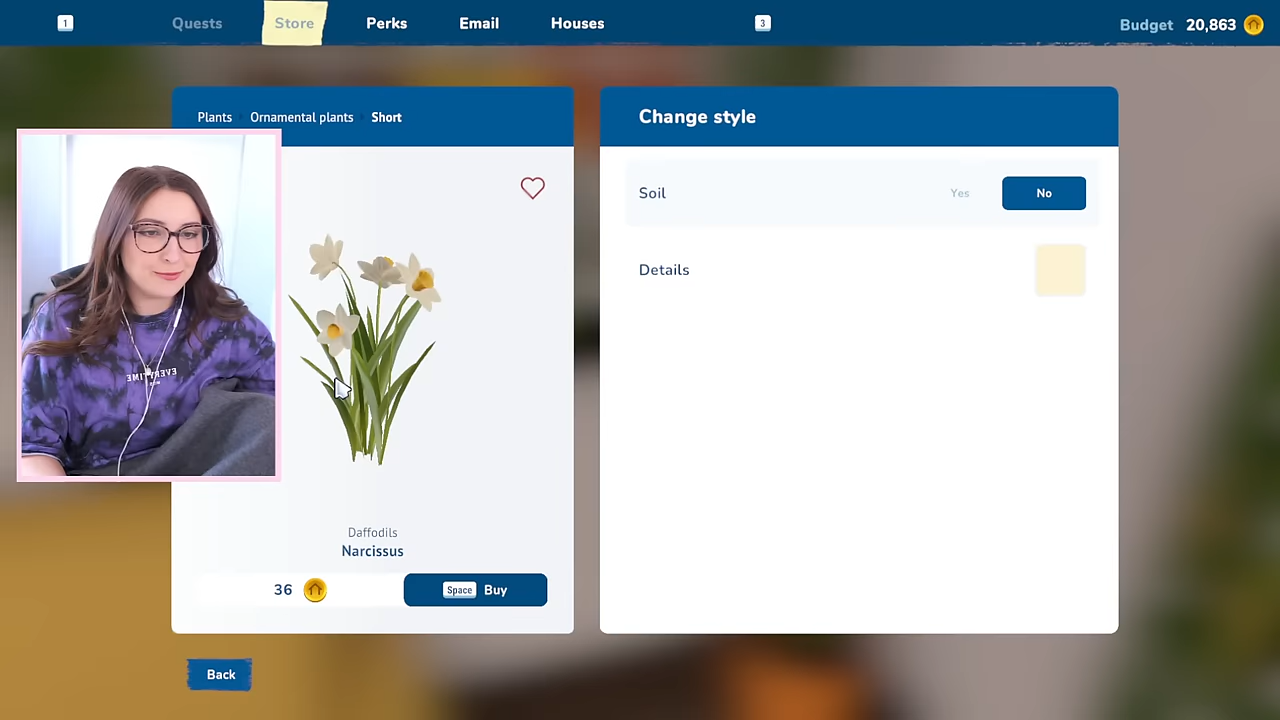 1
Quests
Store
Perks
Email
Houses
3
Budget 20,863
Plants
Ornamental plants
Short
Change style
Soil
Yes
No
Details
Daffodils
Narcissus
36
Space Buy
Back